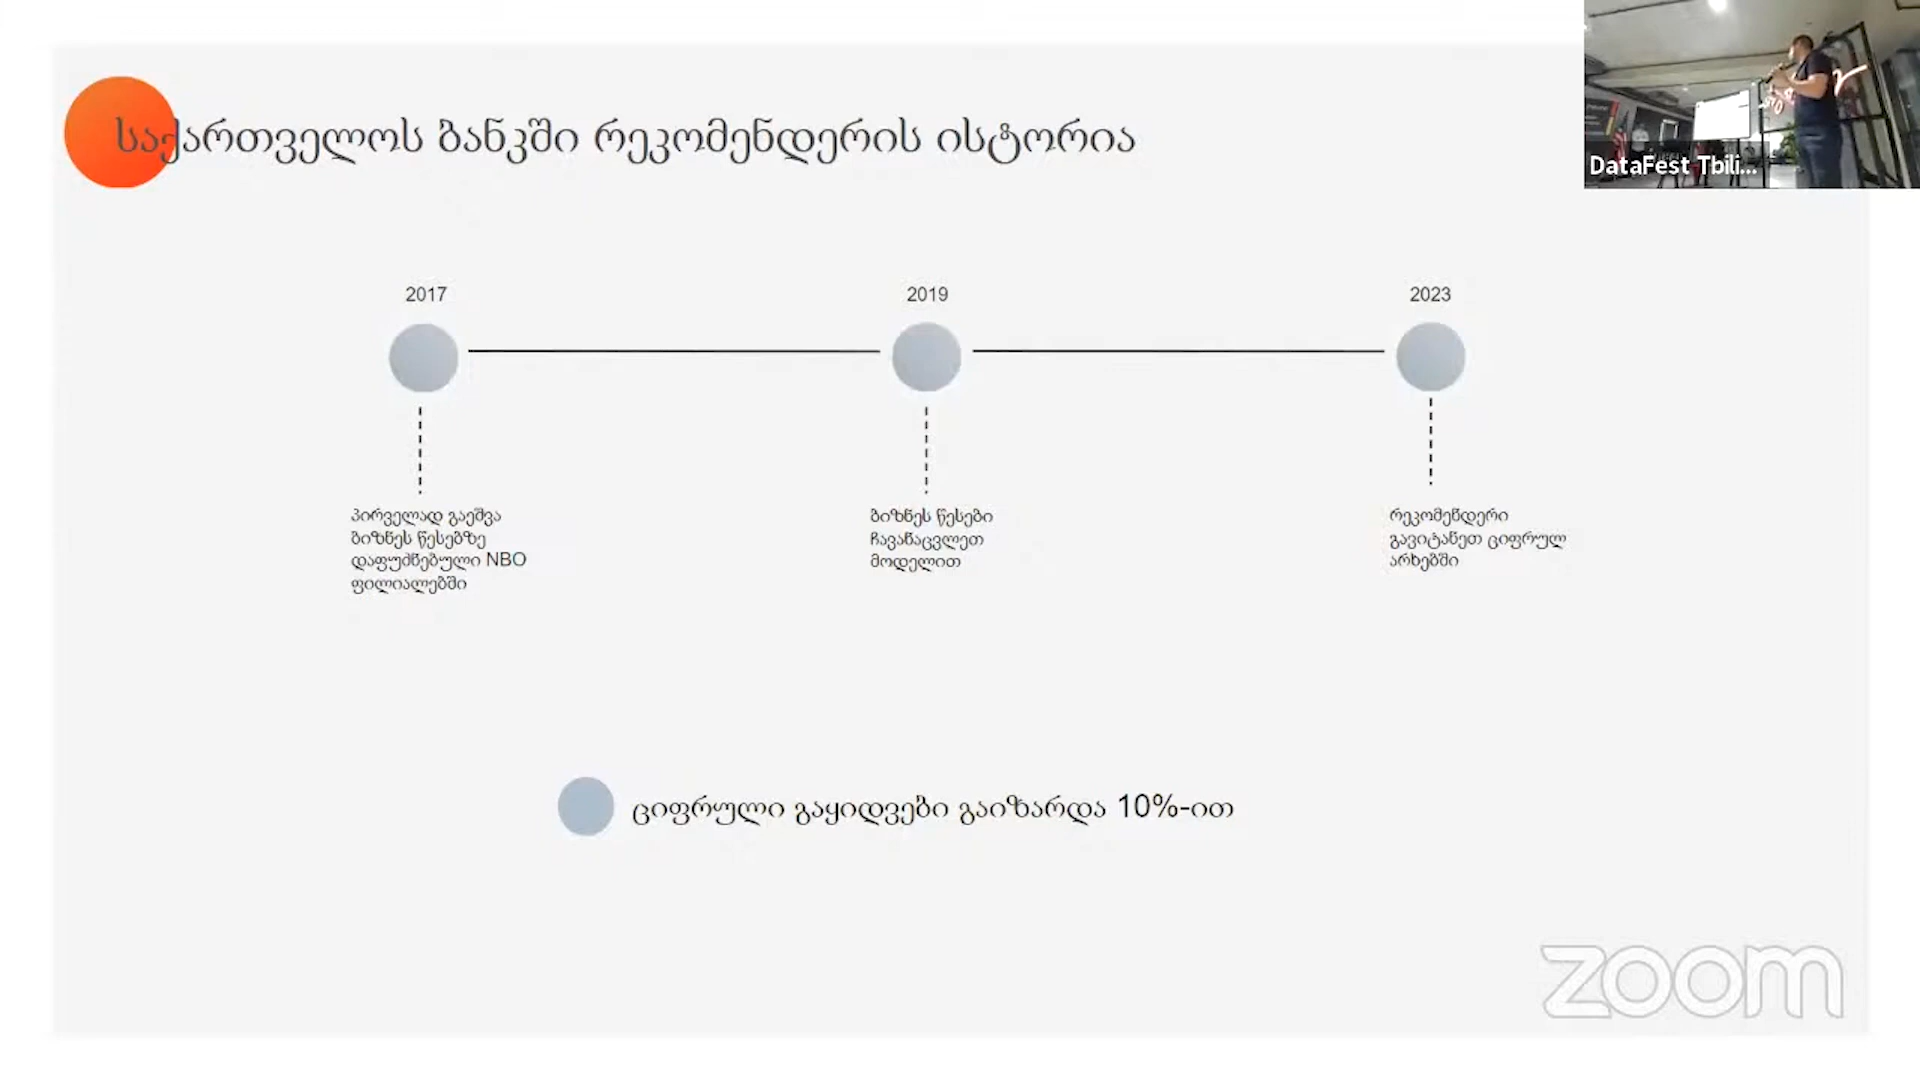 საქართველოს ბანკში რეკომენდერის ისტორია
DataFest Tbili...
2017
2019
2023
პირველად გაეშვა
ბიზნეს წესებზე
დაფუძნებული NBO
ფილიალებში
ბიზნეს წესები
ჩავანაცვლეთ
მოდელით
რეკომენდერი
გავიტანეთ ციფრულ
არხებში
ციფრული გაყიდვები გაიზარდა 10%-ით
zoom